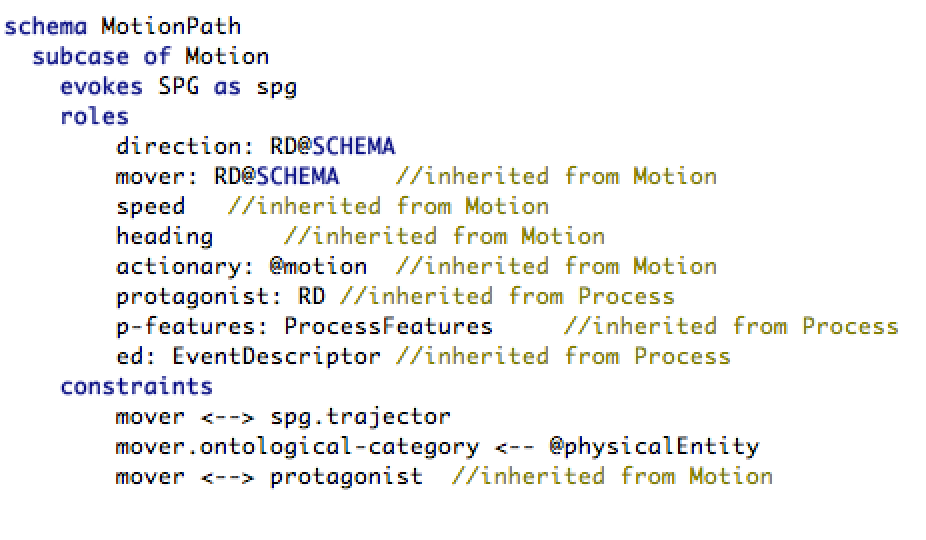 schema MotionPath
subcase of Motion
evokes SPG as spg
roles
direction: RD@SCHEMA
mover: RD@SCHEMA //inherited from Motion
speed //inherited from Motion
heading //inherited from Motion
actionary: @motion //inherited from Motion
protagonist: RD //inherited from Process
p-features: ProcessFeatures //inherited from Process
ed: EventDescriptor //inherited from Process
constraints
mover <--> spg.trajector
mover.ontological-category <-- @physicalEntity
mover <--> protagonist //inherited from Motion